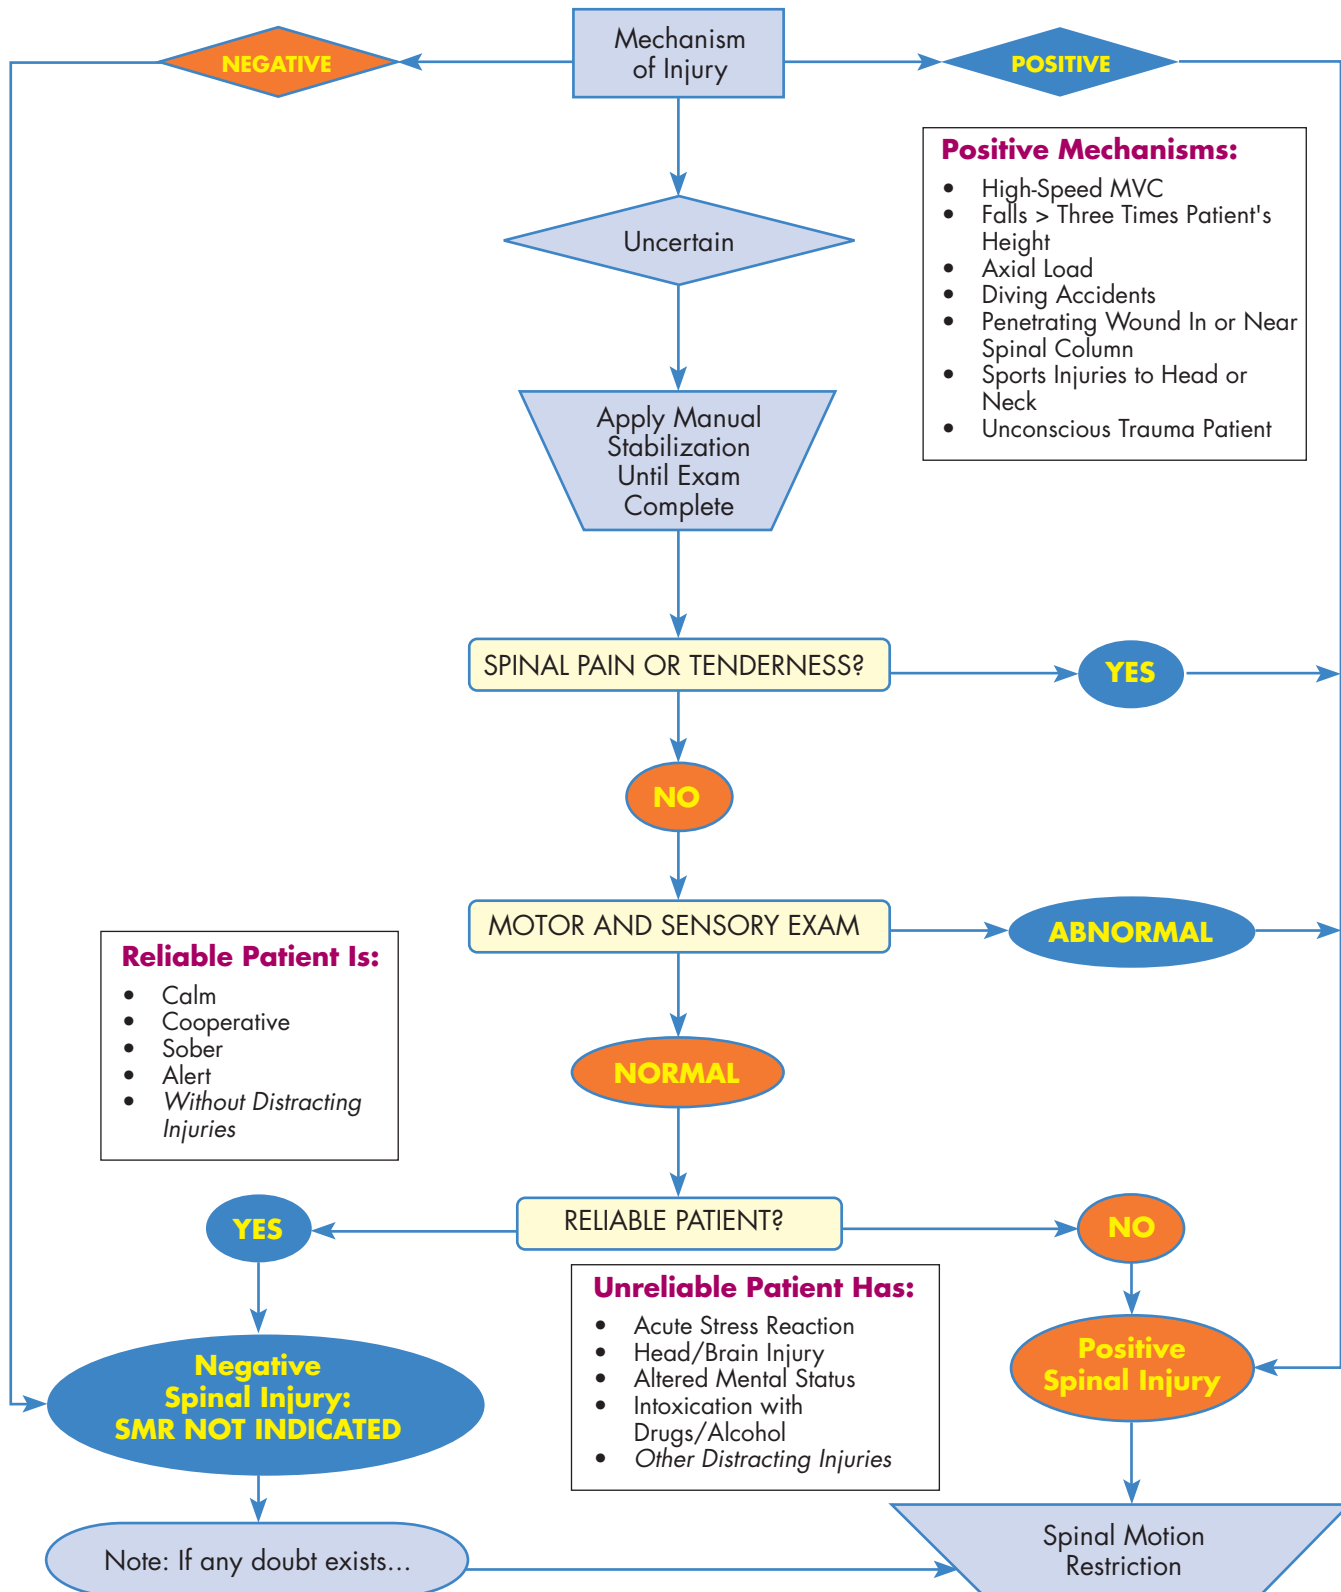 NEGATIVE
Mechanism
of Injury
POSITIVE
Positive Mechanisms:
• High-Speed MVC
• Falls > Three Times Patient's
Height
• Axial Load
• Diving Accidents
• Penetrating Wound In or Near
Spinal Column
• Sports Injuries to Head or
Neck
• Unconscious Trauma Patient
Uncertain
Apply Manual
Stabilization
Until Exam
Complete
SPINAL PAIN OR TENDERNESS?
YES
NO
MOTOR AND SENSORY EXAM
ABNORMAL
Reliable Patient Is:
• Calm
• Cooperative
• Sober
• Alert
• Without Distracting
Injuries
NORMAL
YES
RELIABLE PATIENT?
NO
Unreliable Patient Has:
• Acute Stress Reaction
• Head/Brain Injury
• Altered Mental Status
• Intoxication with
Drugs/Alcohol
• Other Distracting Injuries
Negative
Spinal Injury:
SMR NOT INDICATED
Positive
Spinal Injury
Note: If any doubt exists...
Spinal Motion
Restriction